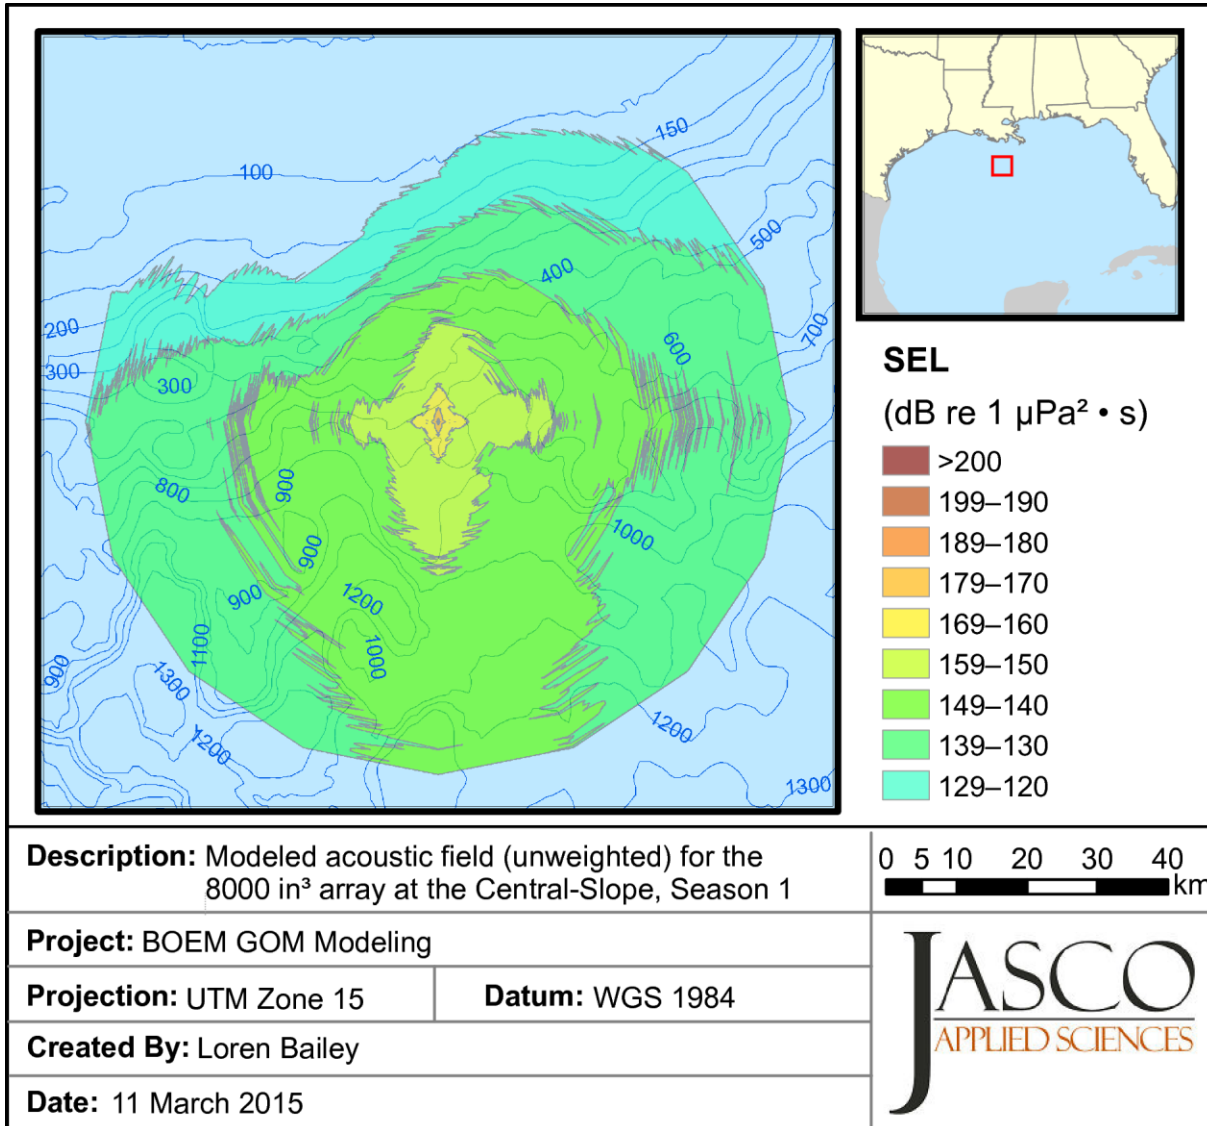 150
100
500
400
700
200
600
300
300
800
900
1000
900
900
1200
1100
1000
900
1300
1200
1200
1300
SEL
(dB re 1 µPa² • s)
>200
199–190
189–180
179–170
169–160
159–150
149–140
139–130
129–120
Description: Modeled acoustic field (unweighted) for the
8000 in³ array at the Central-Slope, Season 1
0 5 10 20 30 40
km
Project: BOEM GOM Modeling
Projection: UTM Zone 15
Datum: WGS 1984
Created By: Loren Bailey
Date: 11 March 2015
JASCO
APPLIED SCIENCES